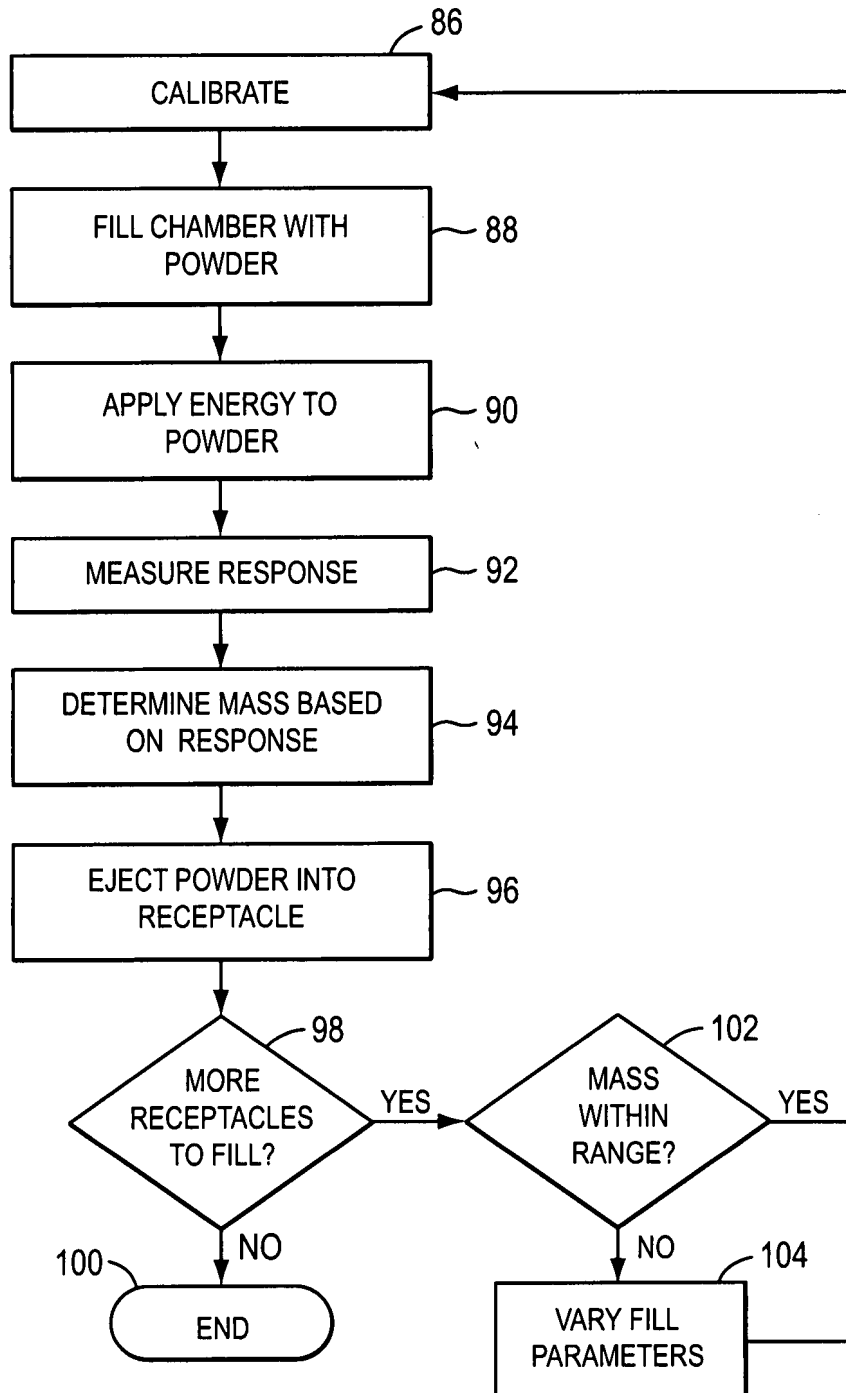 86
CALIBRATE
FILL CHAMBER WITH
POWDER
88
APPLY ENERGY TO
POWDER
90
MEASURE RESPONSE
92
DETERMINE MASS BASED
ON RESPONSE
94
EJECT POWDER INTO
RECEPTACLE
96
98
MORE
RECEPTACLES
TO FILL?
YES
102
MASS
WITHIN
RANGE?
YES
NO
100
END
NO
104
VARY FILL
PARAMETERS